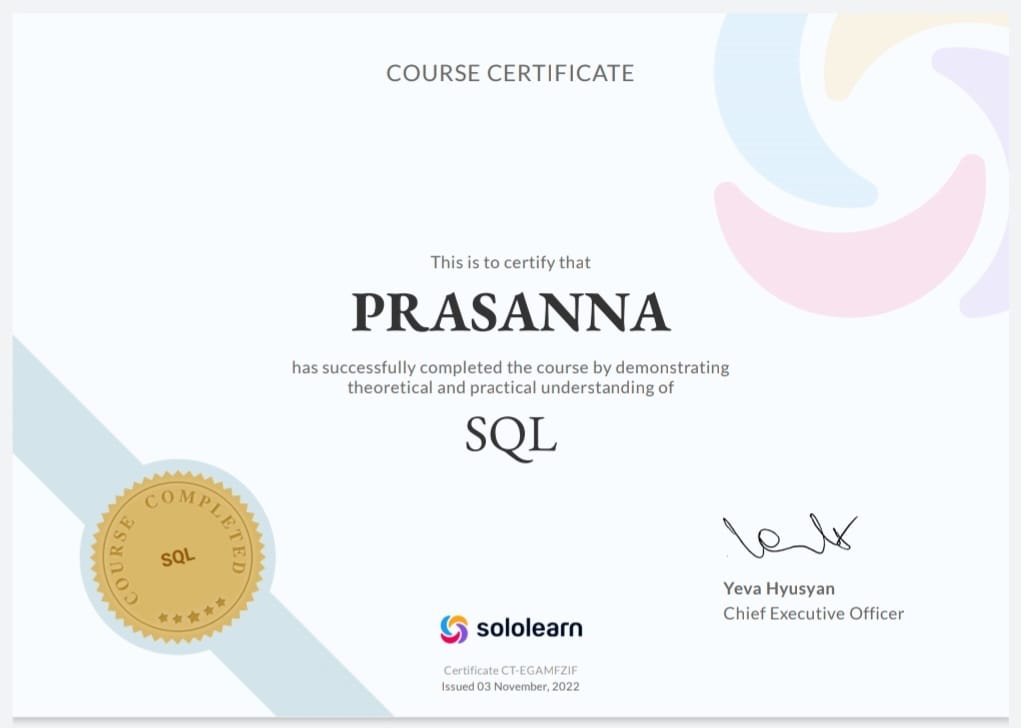 COURSE CERTIFICATE
This is to certify that
PRASANNA
has successfully completed the course by demonstrating
theoretical and practical understanding of
SQL
COURSE COMPLETED
SQL
Yeva Hyusyan
Chief Executive Officer
sololearn
Certificate CT-EGAMFZIF
Issued 03 November, 2022